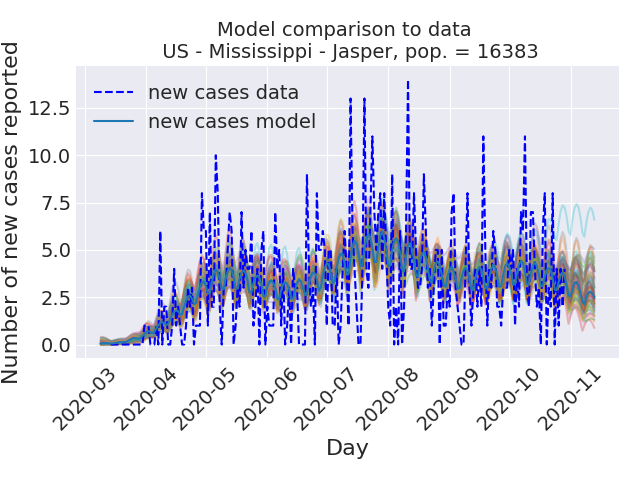 Model comparison to data
US - Mississippi - Jasper, pop. = 16383
new cases data
new cases model
Number of new cases reported
12.5
10.0
7.5
5.0
2.5
0.0
2020-03
2020-04
2020-05
2020-06
2020-07
2020-08
2020-09
2020-10
2020-11
Day